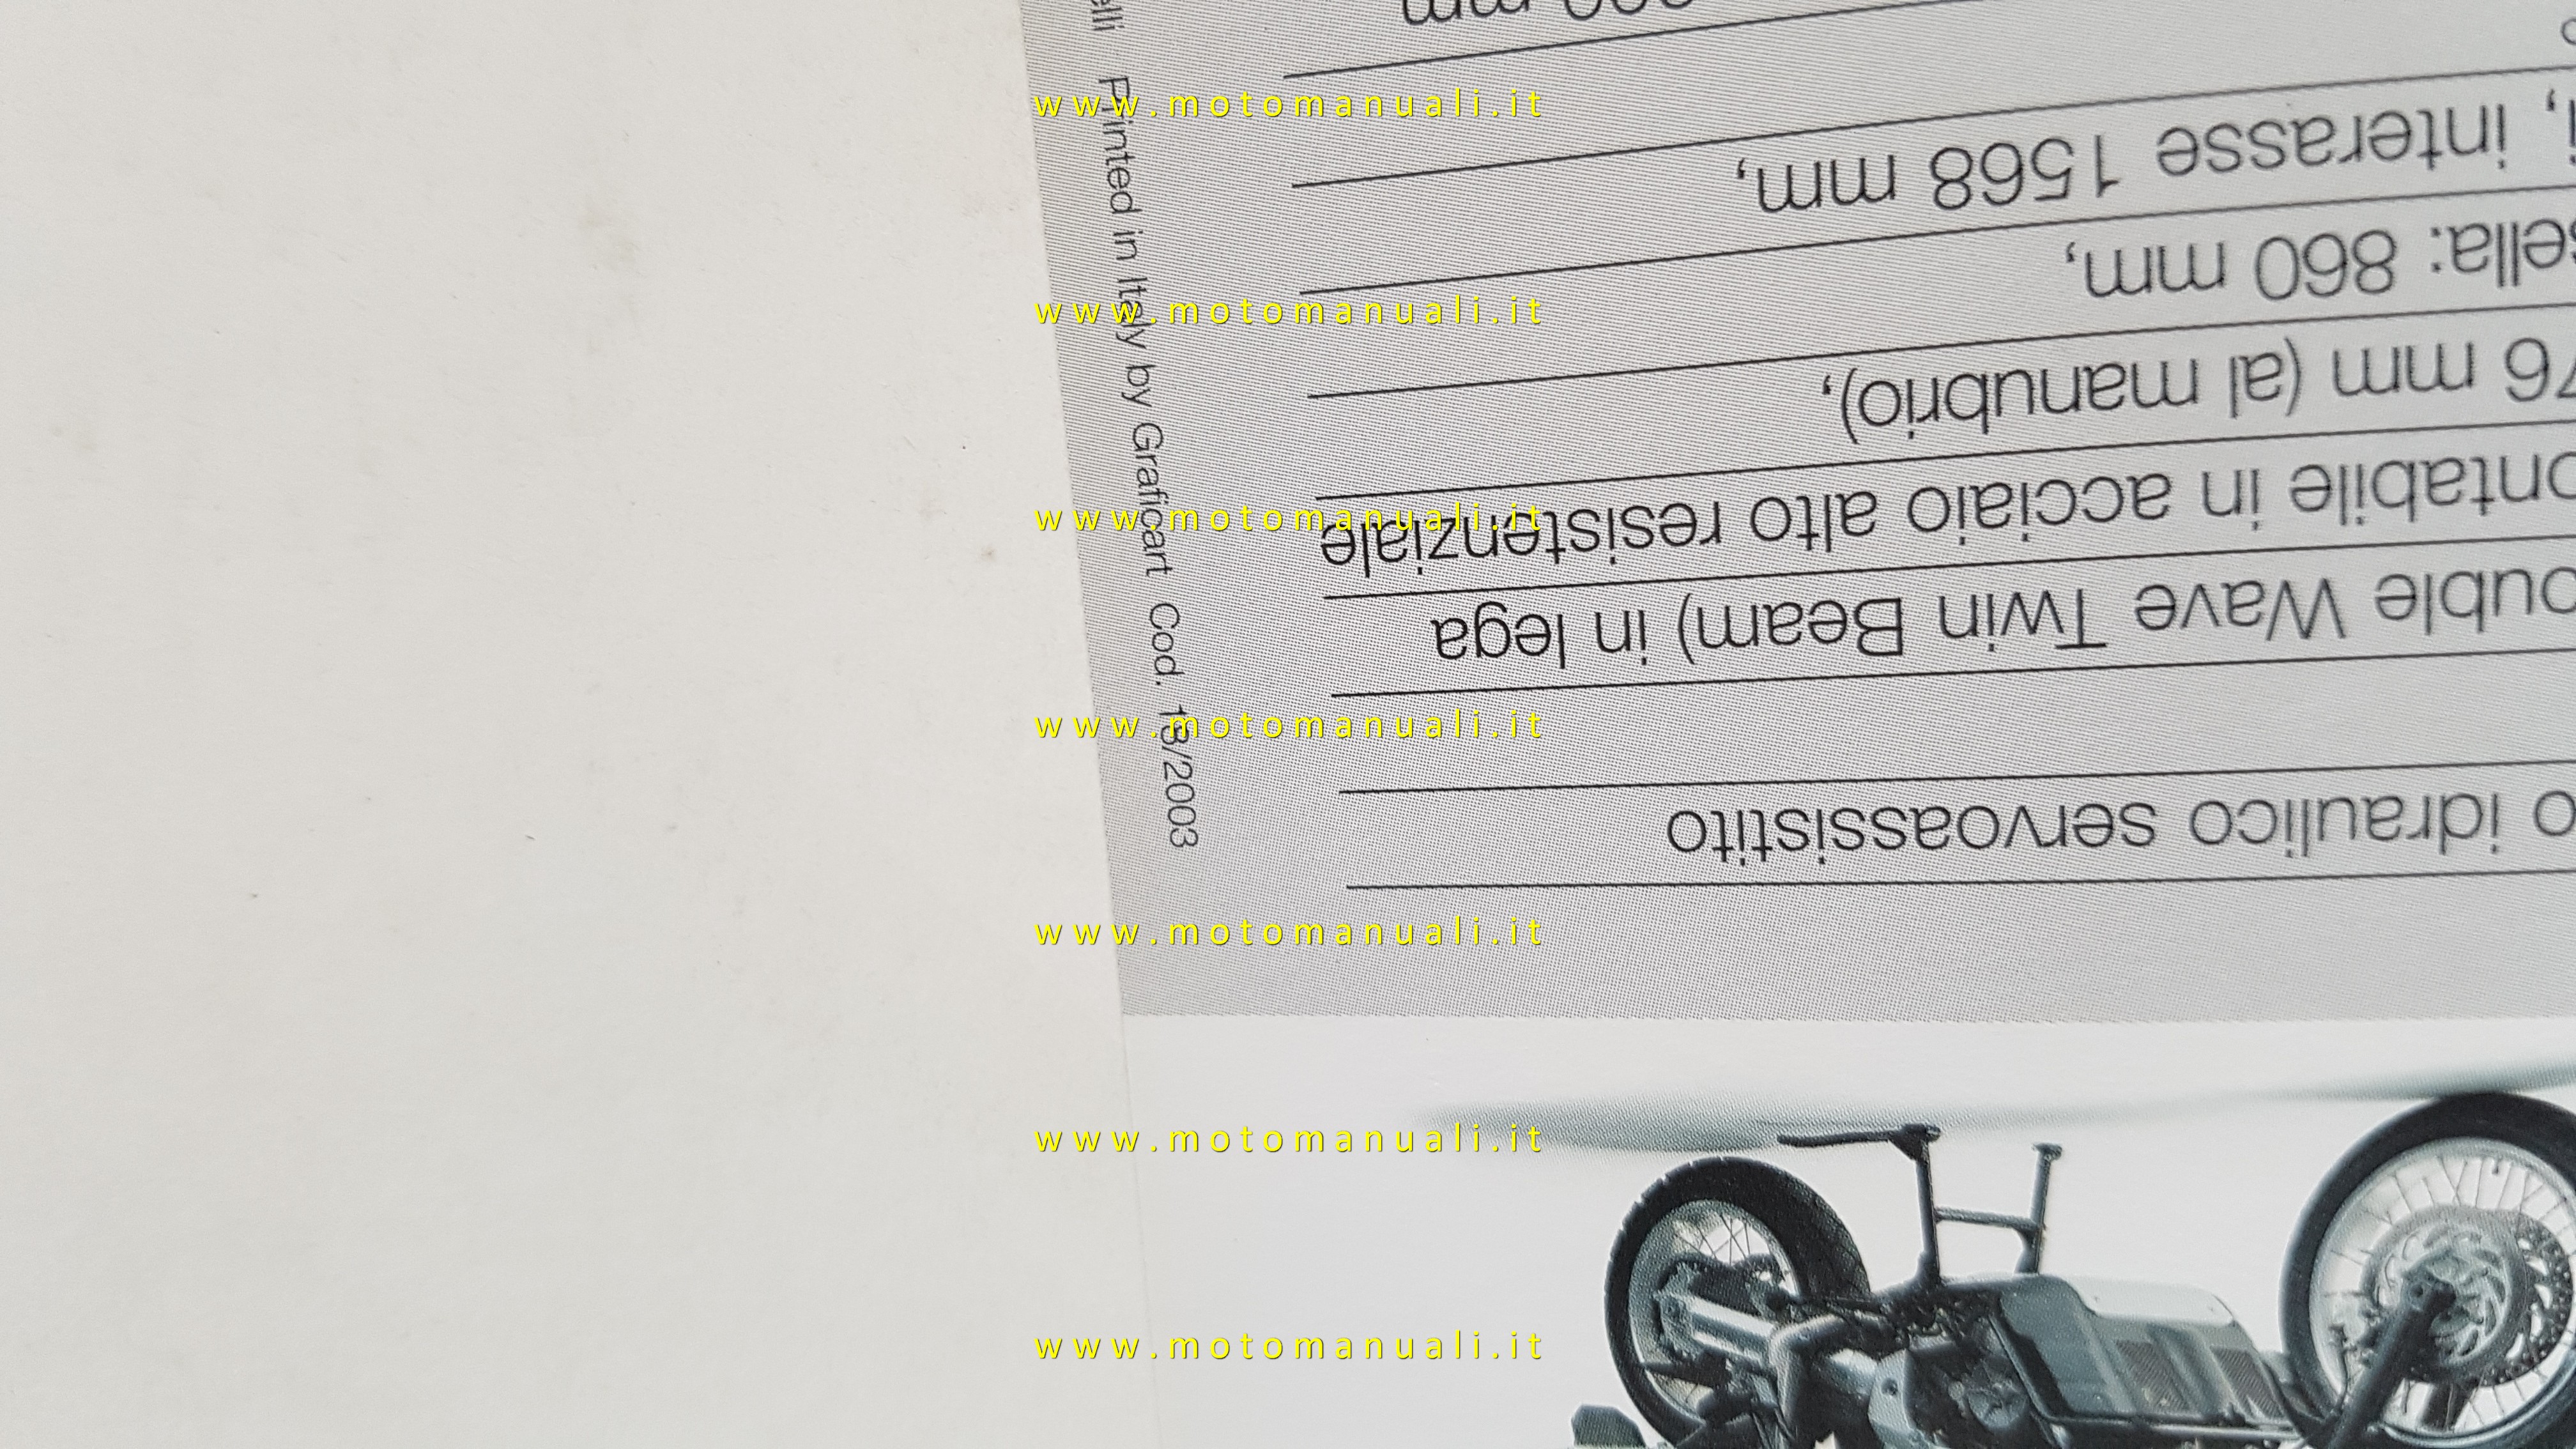 o idraulico servoassistito
ouble Wave Twin Beam) in lega
ontabile in acciaio alto resistenziale
76 mm (al manubrio),
sella: 860 mm,
i, interasse 1568 mm,
mm
elli Printed in Italy by Graficart Cod.
www.motomanuali.it
www.motomanuali.it
www.motomanuali.it
www.motomanuali.it
www.motomanuali.it
www.motomanuali.it
www.motomanuali.it